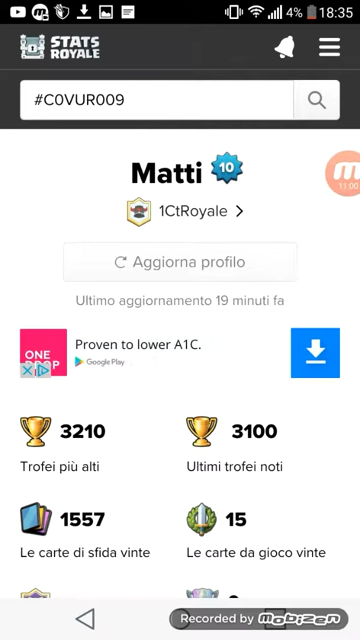 4% 18:35
STATS
ROYALE
#C0VUR009
Matti 10
1CtRoyale
11:00
Aggiorna profilo
Ultimo aggiornamento 19 minuti fa
ONE
DROP
Proven to lower A1C.
Google Play
3210
3100
Trofei più alti
Ultimi trofei noti
1557
15
Le carte di sfida vinte
Le carte da gioco vinte
Recorded by mobizen